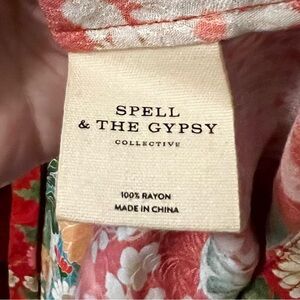 SPELL
& THE GYPSY
COLLECTIVE
100% RAYON
MADE IN CHINA